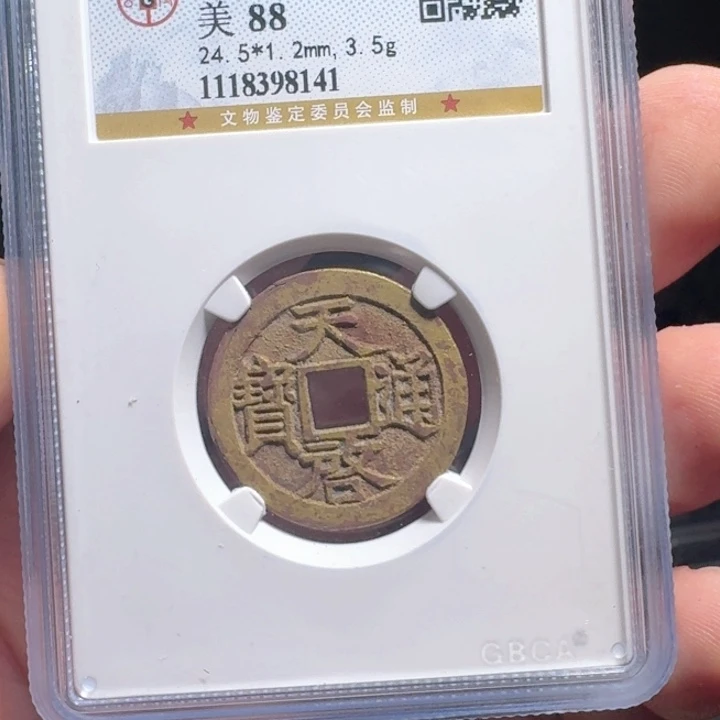 美 88
24.5*1.2mm, 3.5g
1118398141
★ 文物鉴定委员会监制 ★
天
寶 通
啓
GBCA